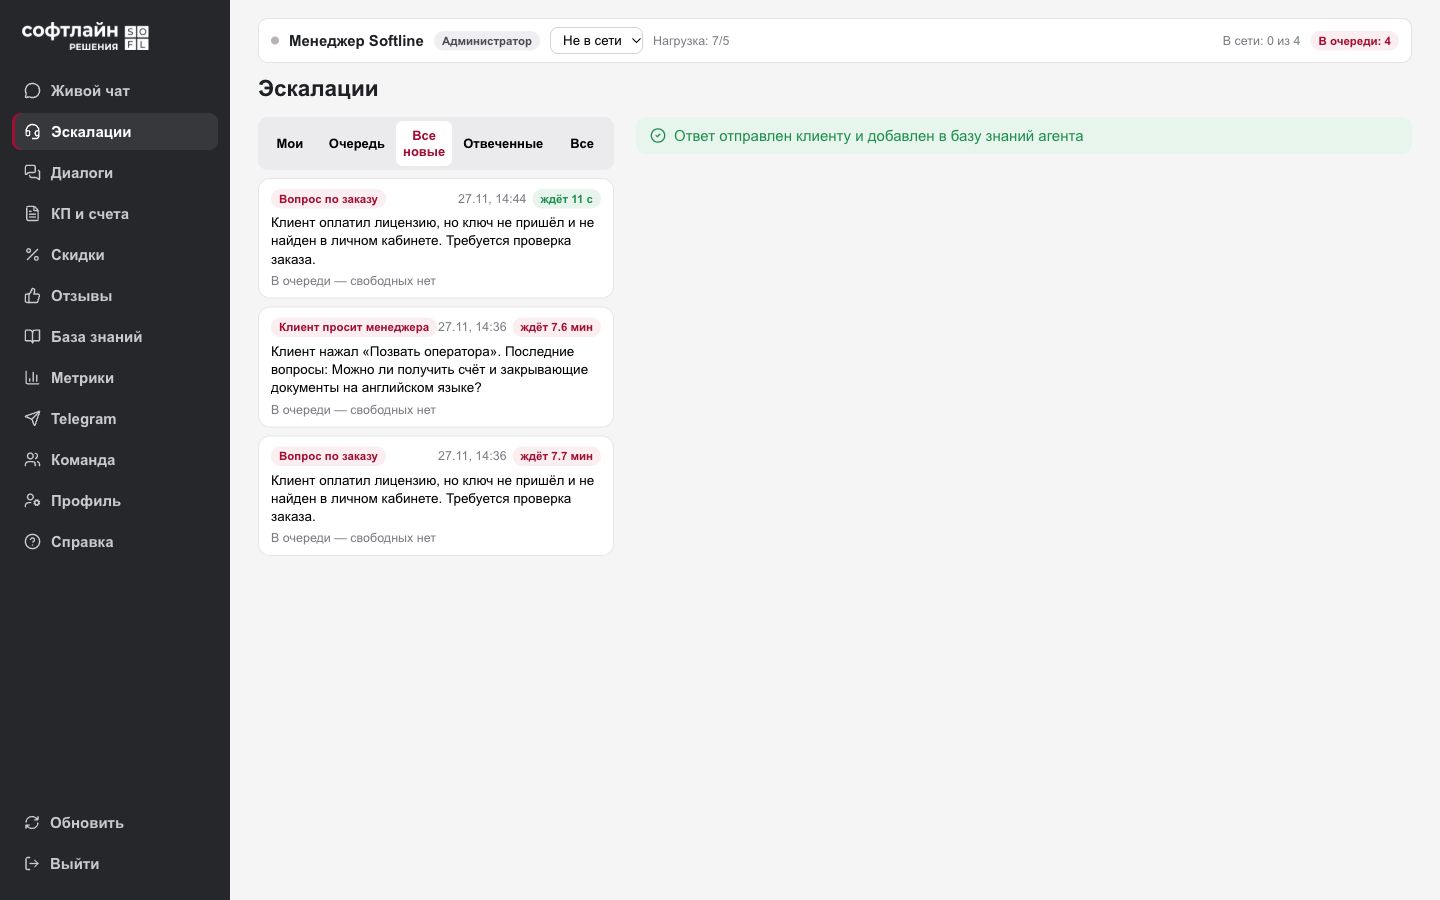 софтлайн
РЕШЕНИЯ
SO
FL
Живой чат
Эскалации
Диалоги
КП и счета
Скидки
Отзывы
База знаний
Метрики
Telegram
Команда
Профиль
Справка
Обновить
Выйти
Менеджер Softline Администратор Не в сети Нагрузка: 7/5 В сети: 0 из 4 В очереди: 4
Эскалации
Мои Очередь Все новые Отвеченные Все
Вопрос по заказу 27.11, 14:44 ждёт 11 с
Клиент оплатил лицензию, но ключ не пришёл и не
найден в личном кабинете. Требуется проверка
заказа.
В очереди — свободных нет
Клиент просит менеджера 27.11, 14:36 ждёт 7.6 мин
Клиент нажал «Позвать оператора». Последние
вопросы: Можно ли получить счёт и закрывающие
документы на английском языке?
В очереди — свободных нет
Вопрос по заказу 27.11, 14:36 ждёт 7.7 мин
Клиент оплатил лицензию, но ключ не пришёл и не
найден в личном кабинете. Требуется проверка
заказа.
В очереди — свободных нет
Ответ отправлен клиенту и добавлен в базу знаний агента